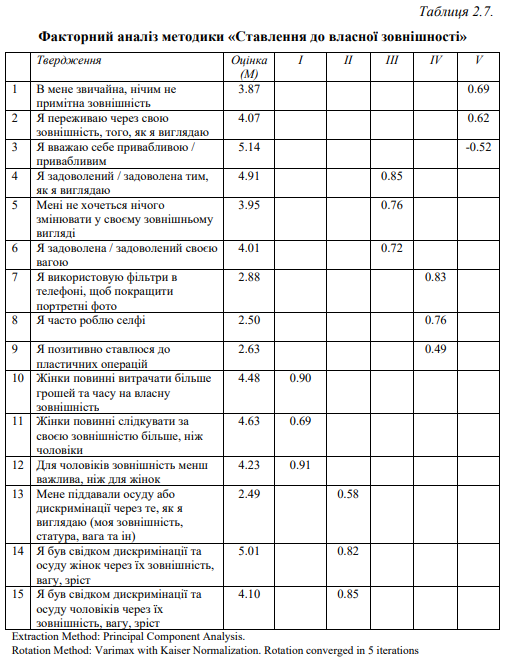 Таблиця 2.7.
Факторний аналіз методики «Ставлення до власної зовнішності»
Твердження Оцінка (М) I II III IV V
1 В мене звичайна, нічим не 3.87 0.69
примітна зовнішність
2 Я переживаю через свою 4.07 0.62
зовнішність, того, як я виглядаю
3 Я вважаю себе привабливою / 5.14 -0.52
привабливим
4 Я задоволений / задоволена тим, 4.91 0.85
як я виглядаю
5 Мені не хочеться нічого 3.95 0.76
змінювати у своєму зовнішньому
вигляді
6 Я задоволена / задоволений своєю 4.01 0.72
вагою
7 Я використовую фільтри в 2.88 0.83
телефоні, щоб покращити
портретні фото
8 Я часто роблю селфі 2.50 0.76
9 Я позитивно ставлюся до 2.63 0.49
пластичних операцій
10 Жінки повинні витрачати більше 4.48 0.90
грошей та часу на власну
зовнішність
11 Жінки повинні слідкувати за 4.63 0.69
своєю зовнішністю більше, ніж
чоловіки
12 Для чоловіків зовнішність менш 4.23 0.91
важлива, ніж для жінок
13 Мене піддавали осуду або 2.49 0.58
дискримінації через те, як я
виглядаю (моя зовнішність,
статура, вага та ін)
14 Я був свідком дискримінації та 5.01 0.82
осуду жінок через їх зовнішність,
вагу, зріст
15 Я був свідком дискримінації та 4.10 0.85
осуду чоловіків через їх
зовнішність, вагу, зріст
Extraction Method: Principal Component Analysis.
Rotation Method: Varimax with Kaiser Normalization. Rotation converged in 5 iterations